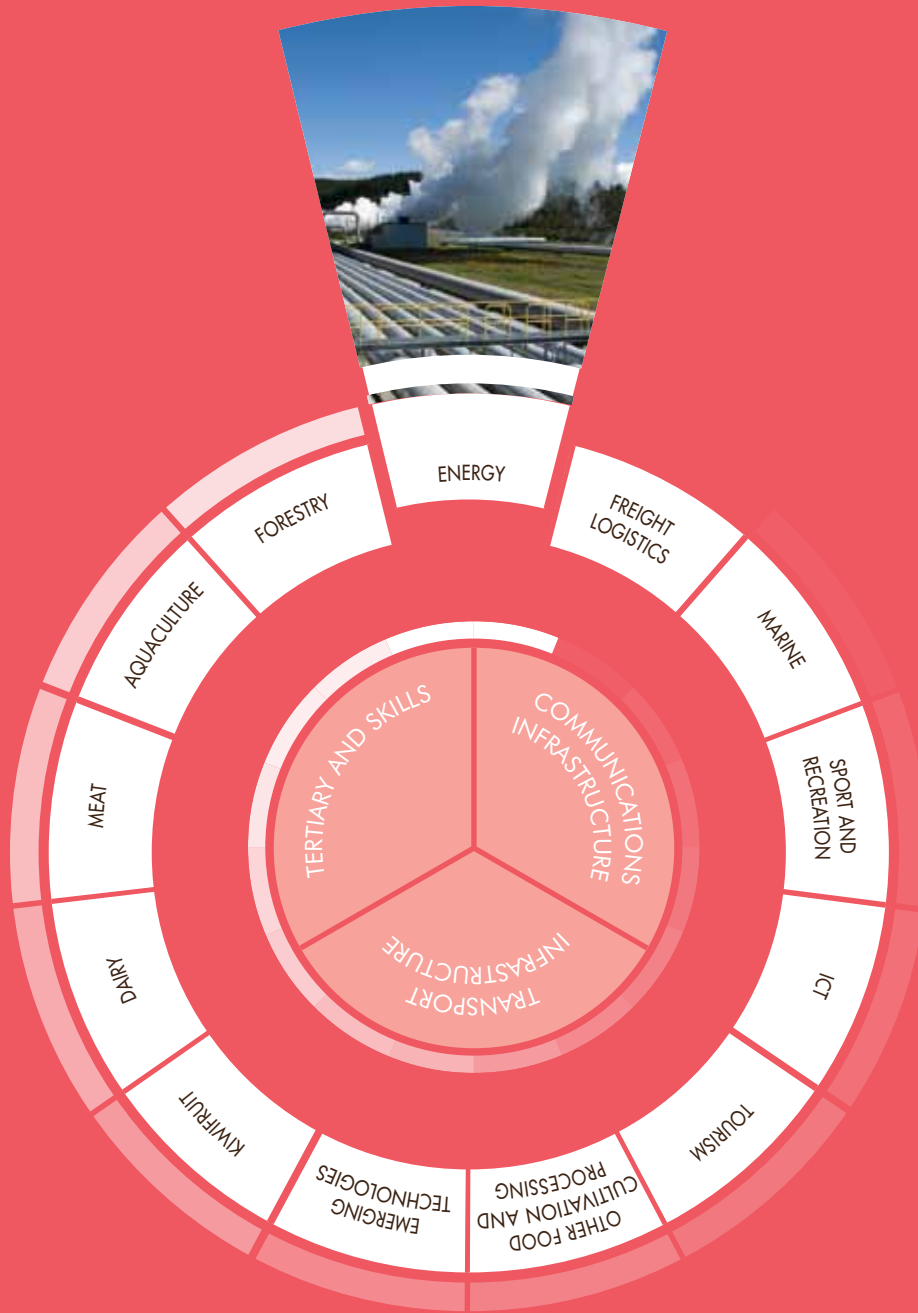 ENERGY
FREIGHT
LOGISTICS
MARINE
SPORT AND
RECREATION
ICT
TOURISM
OTHER FOOD
CULTIVATION AND
PROCESSING
EMERGING
TECHNOLOGIES
KIWIFRUIT
DAIRY
MEAT
AQUACULTURE
FORESTRY
TERTIARY AND SKILLS
COMMUNICATIONS
INFRASTRUCTURE
TRANSPORT
INFRASTRUCTURE